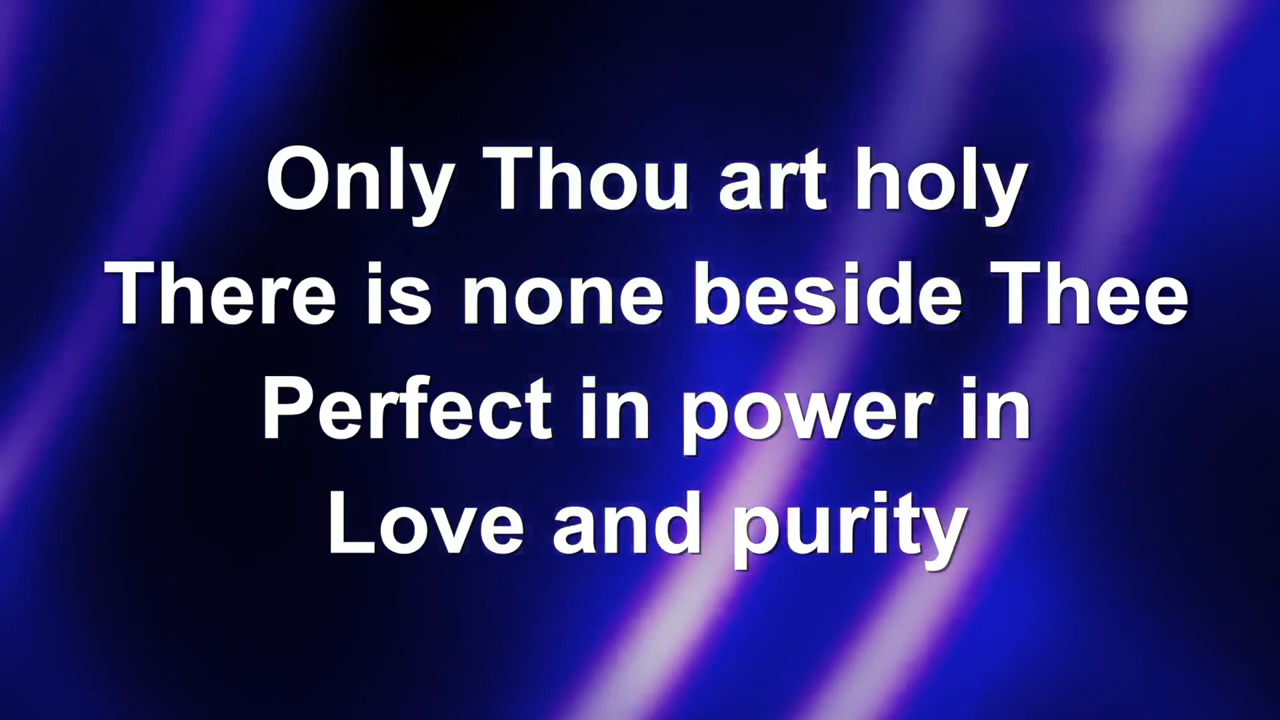 Only Thou art holy
There is none beside Thee
Perfect in power in
Love and purity